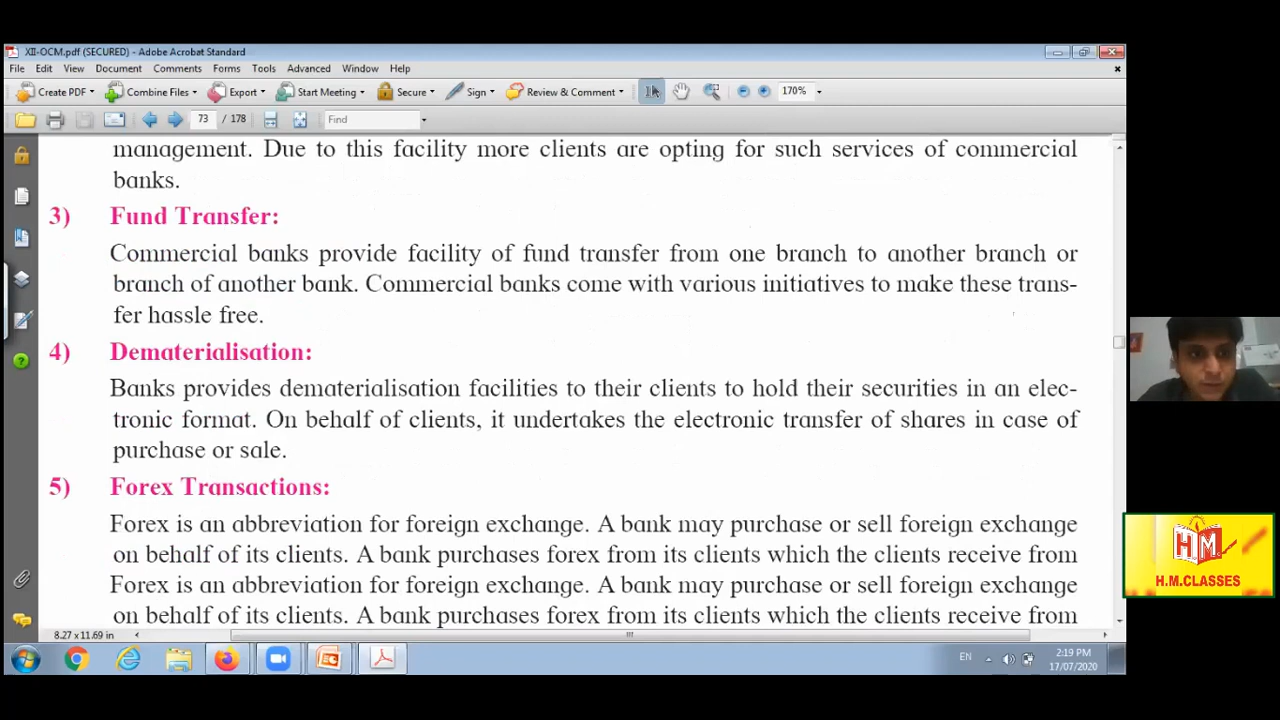 XII-OCM.pdf (SECURED) - Adobe Acrobat Standard
File Edit View Document Comments Forms Tools Advanced Window Help
Create PDF Combine Files Export Start Meeting Secure Sign Review & Comment 170%
73 / 178 Find
management. Due to this facility more clients are opting for such services of commercial
banks.
3) Fund Transfer:
Commercial banks provide facility of fund transfer from one branch to another branch or
branch of another bank. Commercial banks come with various initiatives to make these trans-
fer hassle free.
4) Dematerialisation:
Banks provides dematerialisation facilities to their clients to hold their securities in an elec-
tronic format. On behalf of clients, it undertakes the electronic transfer of shares in case of
purchase or sale.
5) Forex Transactions:
Forex is an abbreviation for foreign exchange. A bank may purchase or sell foreign exchange
on behalf of its clients. A bank purchases forex from its clients which the clients receive from
Forex is an abbreviation for foreign exchange. A bank may purchase or sell foreign exchange
on behalf of its clients. A bank purchases forex from its clients which the clients receive from
8.27 x 11.69 in
EN 2:19 PM
17/07/2020
HM
H.M.CLASSES